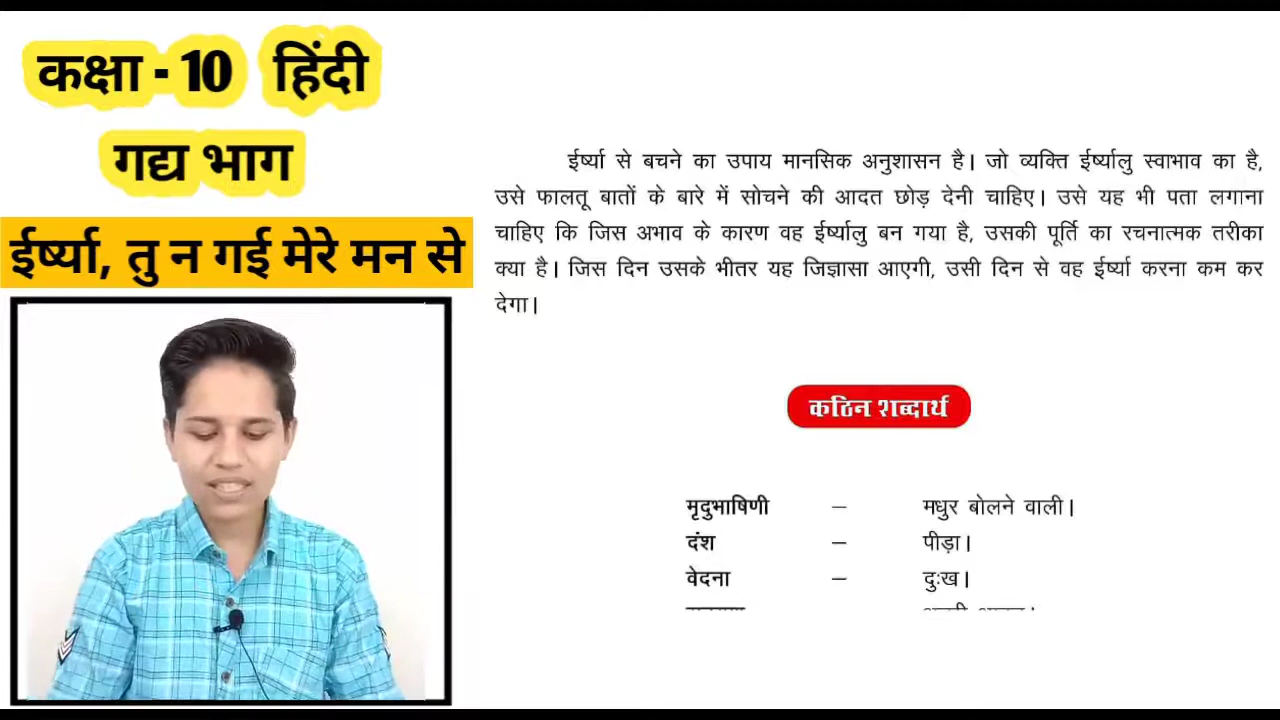 कक्षा - 10 हिंदी
गद्य भाग
ईर्ष्या, तु न गई मेरे मन से
ईर्ष्या से बचने का उपाय मानसिक अनुशासन है। जो व्यक्ति ईर्ष्यालु स्वाभाव का है,
उसे फालतू बातों के बारे में सोचने की आदत छोड़ देनी चाहिए। उसे यह भी पता लगाना
चाहिए कि जिस अभाव के कारण वह ईर्ष्यालु बन गया है, उसकी पूर्ति का रचनात्मक तरीका
क्या है। जिस दिन उसके भीतर यह जिज्ञासा आएगी, उसी दिन से वह ईर्ष्या करना कम कर
देगा।
कठिन शब्दार्थ
मृदुभाषिणी – मधुर बोलने वाली।
दंश – पीड़ा।
वेदना – दुःख।